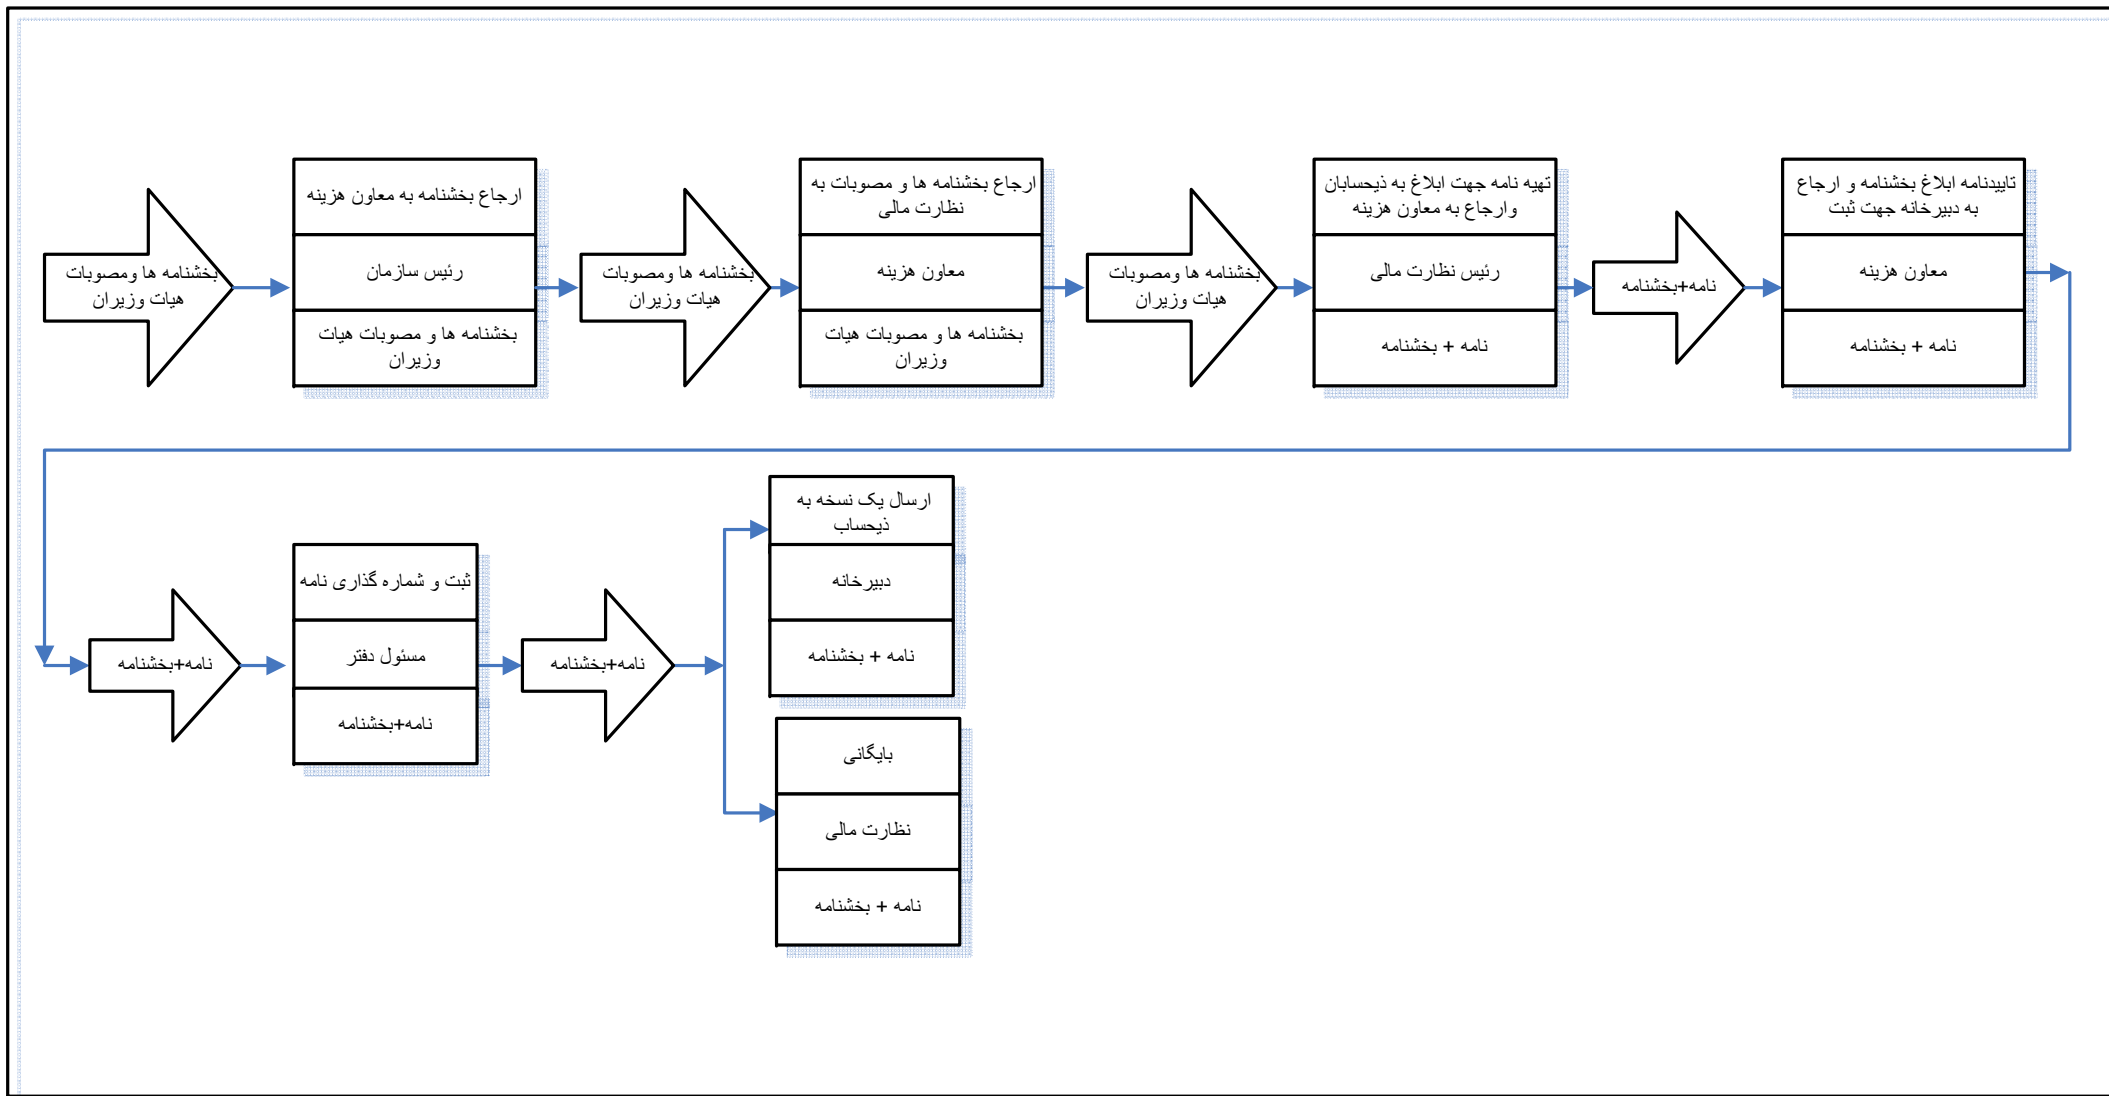 بخشنامه ها ومصوبات
هیات وزیران
ارجاع بخشنامه به معاون هزینه
رئیس سازمان
بخشنامه ها و مصوبات هیات
وزیران
بخشنامه ها ومصوبات
هیات وزیران
ارجاع بخشنامه ها و مصوبات به
نظارت مالی
معاون هزینه
بخشنامه ها و مصوبات هیات
وزیران
بخشنامه ها ومصوبات
هیات وزیران
تهیه نامه جهت ابلاغ به ذیحسابان
وارجاع به معاون هزینه
رئیس نظارت مالی
نامه + بخشنامه
نامه+بخشنامه
تاییدنامه ابلاغ بخشنامه و ارجاع
به دبیرخانه جهت ثبت
معاون هزینه
نامه + بخشنامه
نامه+بخشنامه
ثبت و شماره گذاری نامه
مسئول دفتر
نامه+بخشنامه
نامه+بخشنامه
ارسال یک نسخه به
ذیحساب
دبیرخانه
نامه + بخشنامه
بایگانی
نظارت مالی
نامه + بخشنامه